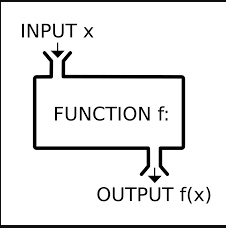 INPUT x
FUNCTION f:
OUTPUT f(x)